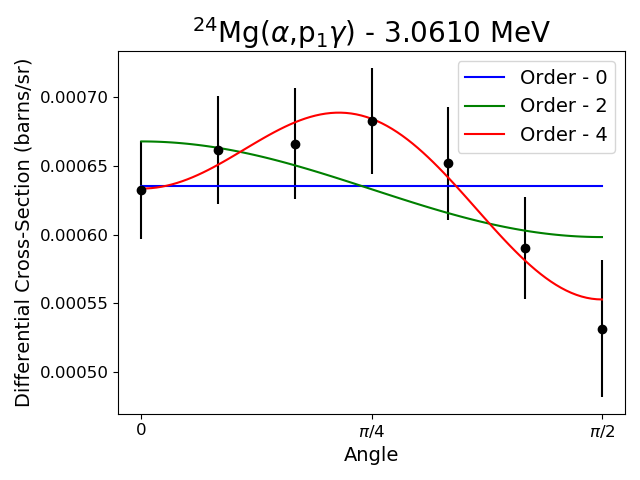 ²⁴Mg(α,p₁γ) - 3.0610 MeV
Differential Cross-Section (barns/sr)
0.00070
0.00065
0.00060
0.00055
0.00050
Order - 0
Order - 2
Order - 4
0
π/4
π/2
Angle